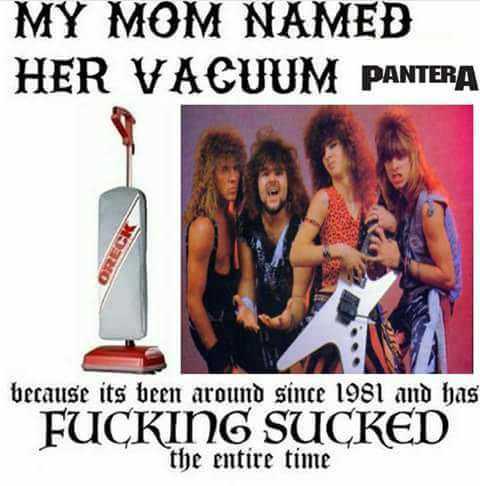 MY MOM NAMED
HER VACUUM PANTERA
ORECK
because its been around since 1981 and has
FUCKING SUCKED
the entire time